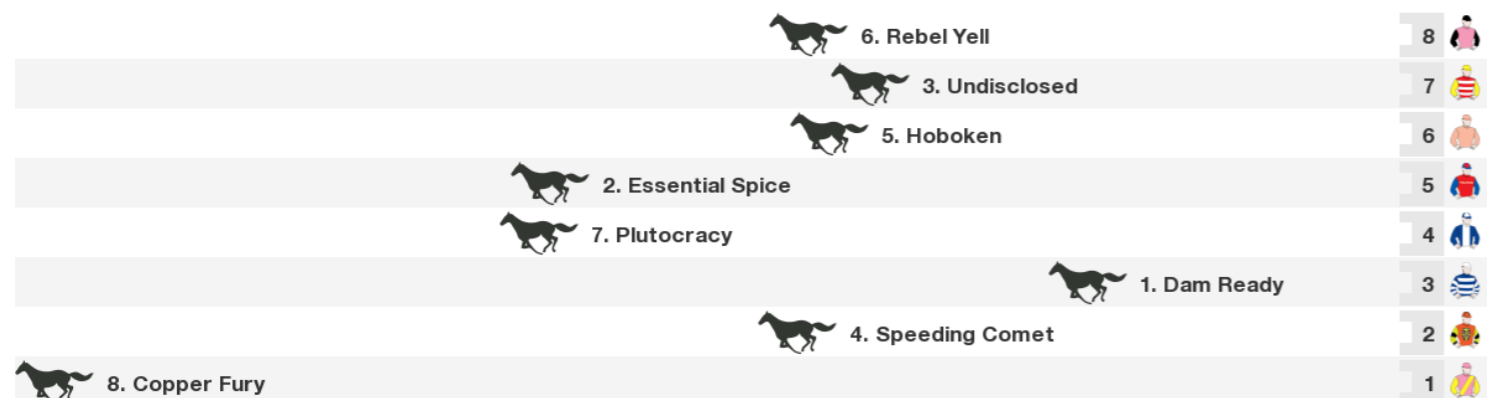 6. Rebel Yell 8
3. Undisclosed 7
5. Hoboken 6
2. Essential Spice 5
7. Plutocracy 4
1. Dam Ready 3
4. Speeding Comet 2
8. Copper Fury 1